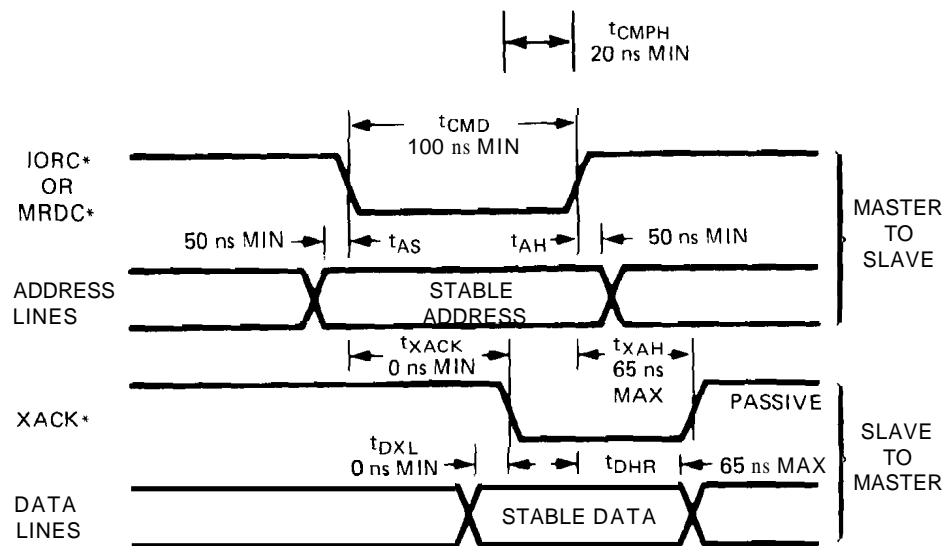 tCMPH
20 ns MIN
tCMD
100 ns MIN
IORC*
OR
MRDC*
50 ns MIN
tAS
tAH
50 ns MIN
MASTER
TO
SLAVE
ADDRESS
LINES
STABLE
ADDRESS
tXACK
0 ns MIN
tXAH
65 ns
MAX
XACK*
PASSIVE
tDXL
0 ns MIN
tDHR
65 ns MAX
SLAVE
TO
MASTER
DATA
LINES
STABLE DATA